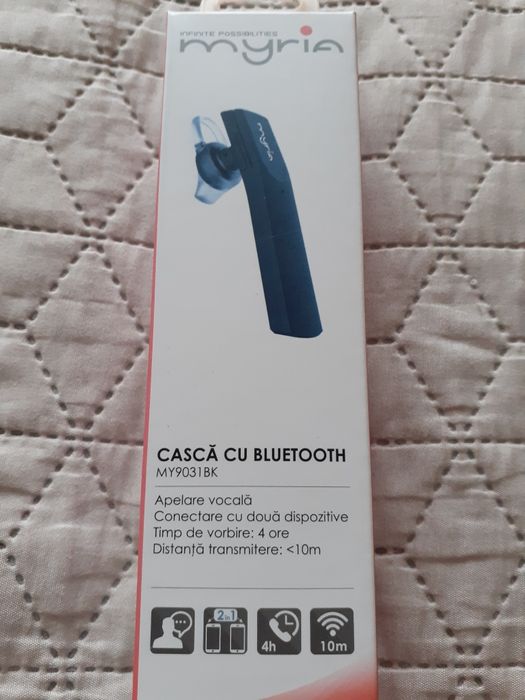 INFINITE POSSIBILITIES
myria
myria
CASCĂ CU BLUETOOTH
MY9031BK
Apelare vocală
Conectare cu două dispozitive
Timp de vorbire: 4 ore
Distanță transmitere: <10m
2in1
4h
10m